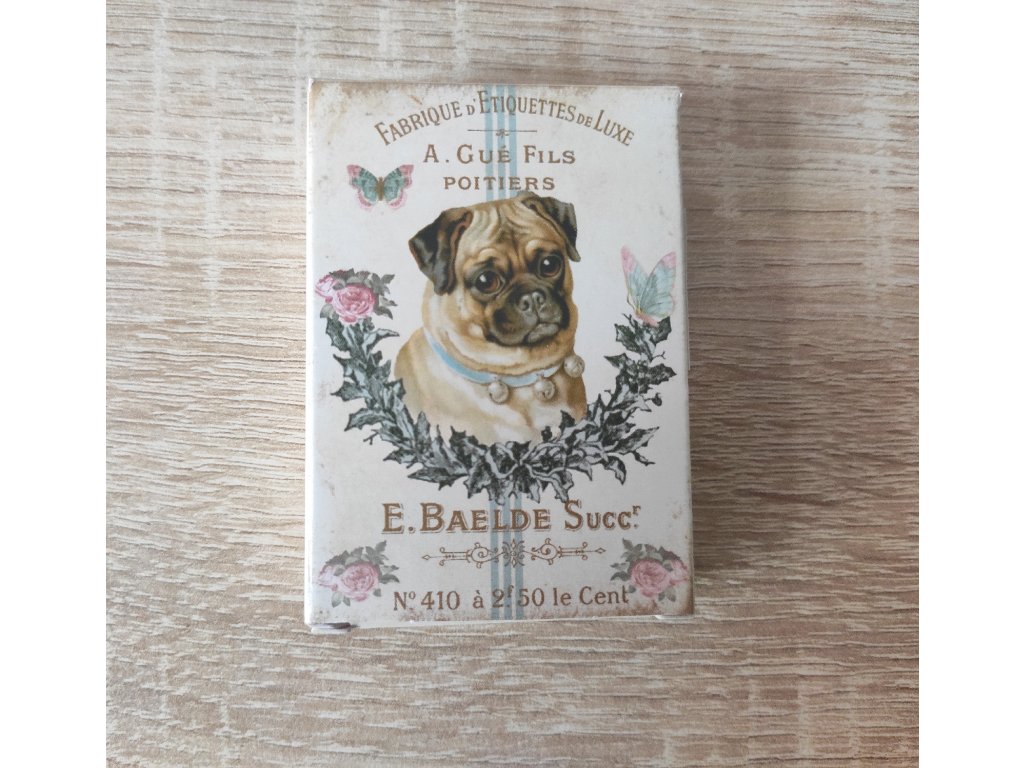 FABRIQUE D'ETIQUETTES DE LUXE
A. GUÉ FILS
POITIERS
E. BAELDE SUCCr.
No 410 à 2f 50 le Cent